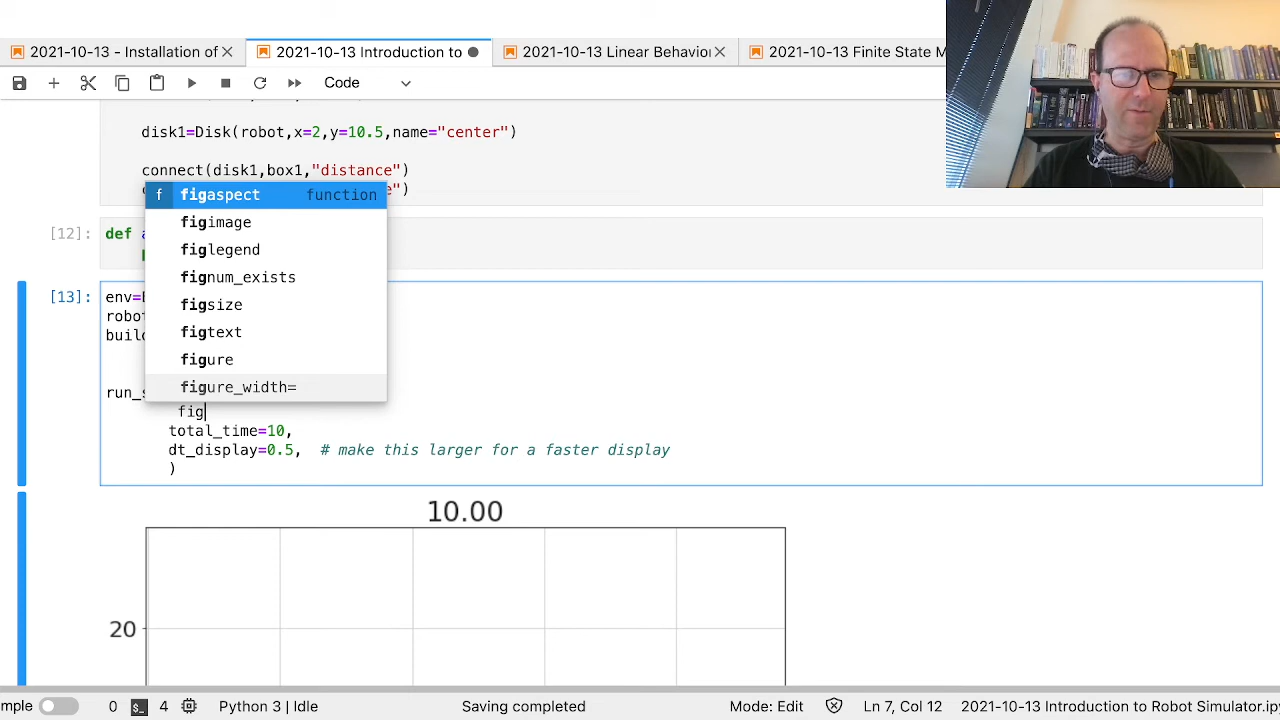 2021-10-13 - Installation of
2021-10-13 Introduction to
2021-10-13 Linear Behavio
2021-10-13 Finite State M
Code
disk1=Disk(robot,x=2,y=10.5,name="center")
connect(disk1,box1,"distance")
e")
figaspect function
figimage
figlegend
fignum_exists
figsize
figtext
figure
figure_width=
[12]: def a
[13]: env=E
robot
build
run_s
fig
total_time=10,
dt_display=0.5, # make this larger for a faster display
)
10.00
20
mple 0 4 Python 3 | Idle Saving completed Mode: Edit Ln 7, Col 12 2021-10-13 Introduction to Robot Simulator.ip